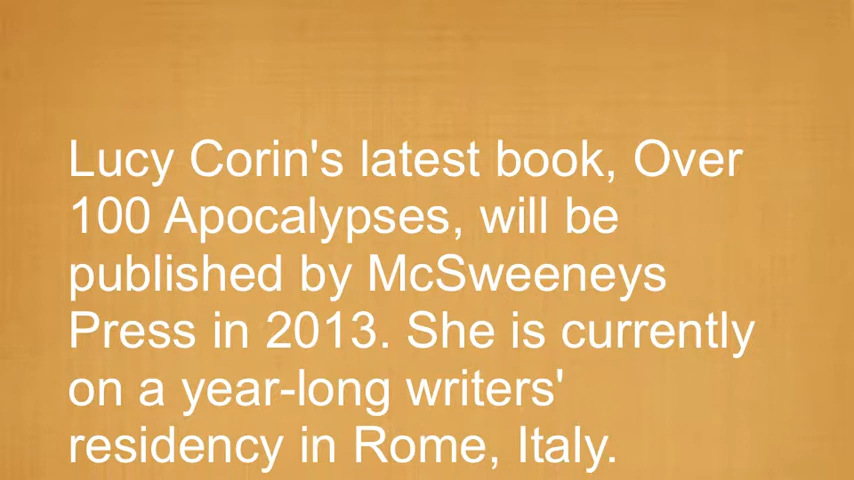 Lucy Corin's latest book, Over
100 Apocalypses, will be
published by McSweeneys
Press in 2013. She is currently
on a year-long writers'
residency in Rome, Italy.